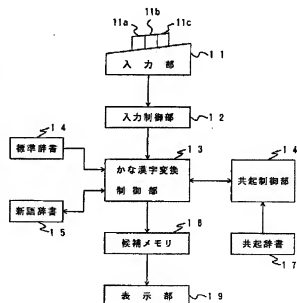 11b
11a 11c
入力部
11
入力制御部
12
14
標準辞書
13
かな漢字変換
制御部
14
共起制御部
新語辞書
15
16
候補メモリ
共起辞書
17
表示部
19